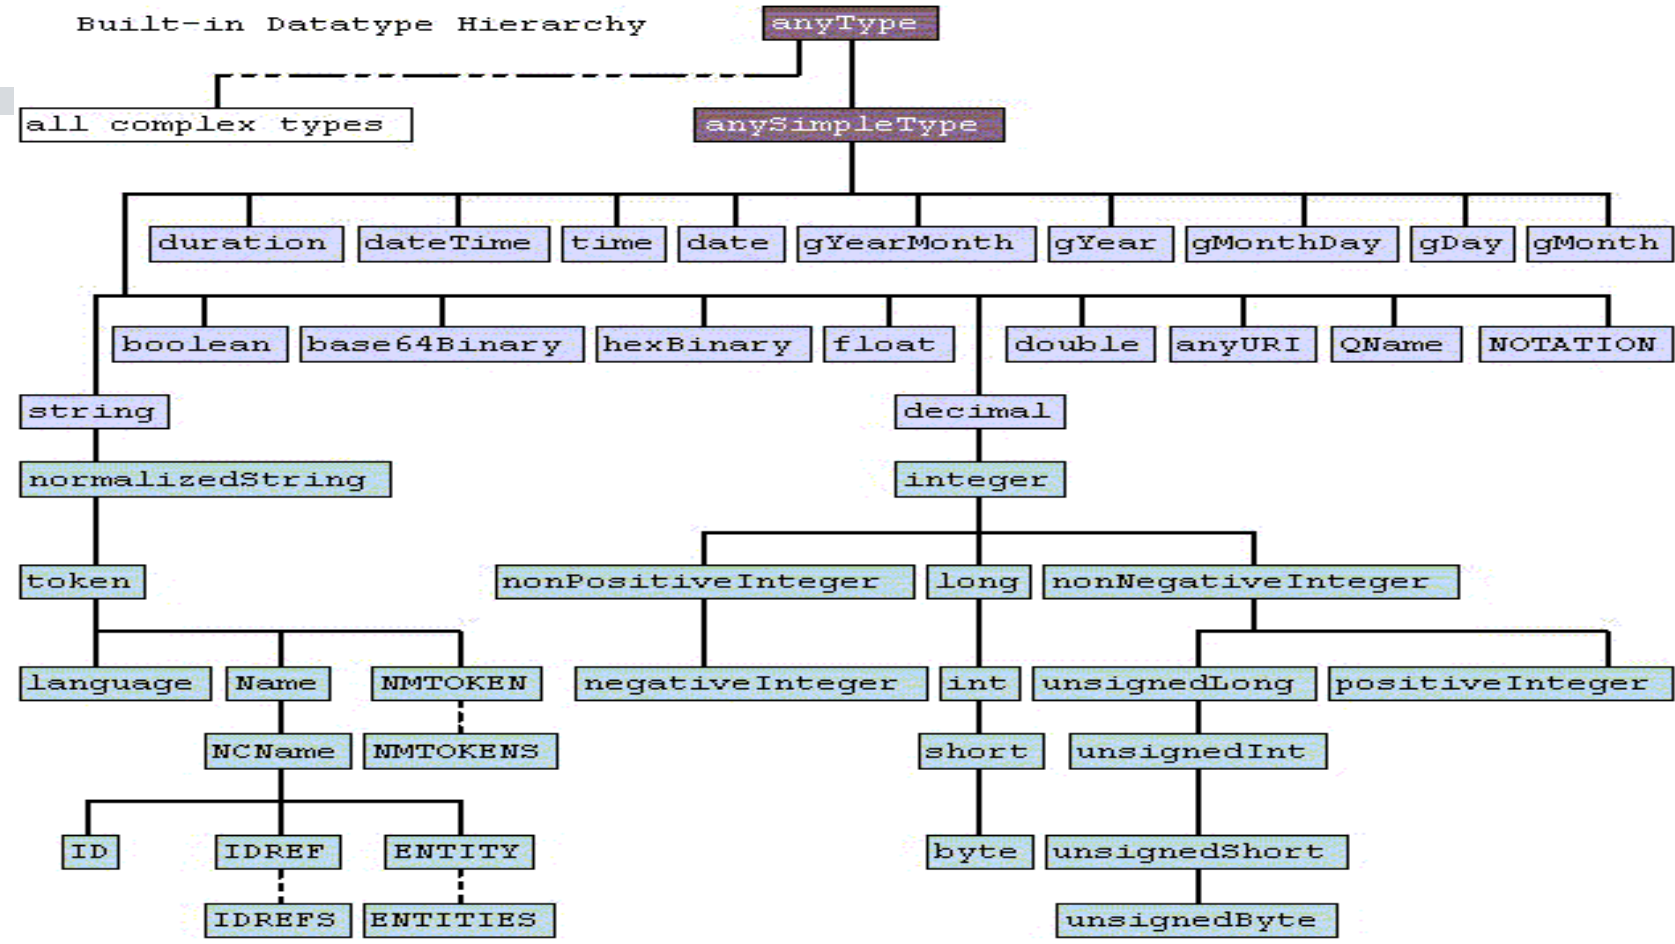 Built-in Datatype Hierarchy
anyType
all complex types
anySimpleType
duration
dateTime
time
date
gYearMonth
gYear
gMonthDay
gDay
gMonth
boolean
base64Binary
hexBinary
float
double
anyURI
QName
NOTATION
string
decimal
normalizedString
integer
token
nonPositiveInteger
long
nonNegativeInteger
language
Name
NMTOKEN
negativeInteger
int
unsignedLong
positiveInteger
NCName
NMTOKENS
short
unsignedInt
ID
IDREF
ENTITY
byte
unsignedShort
IDREFS
ENTITIES
unsignedByte